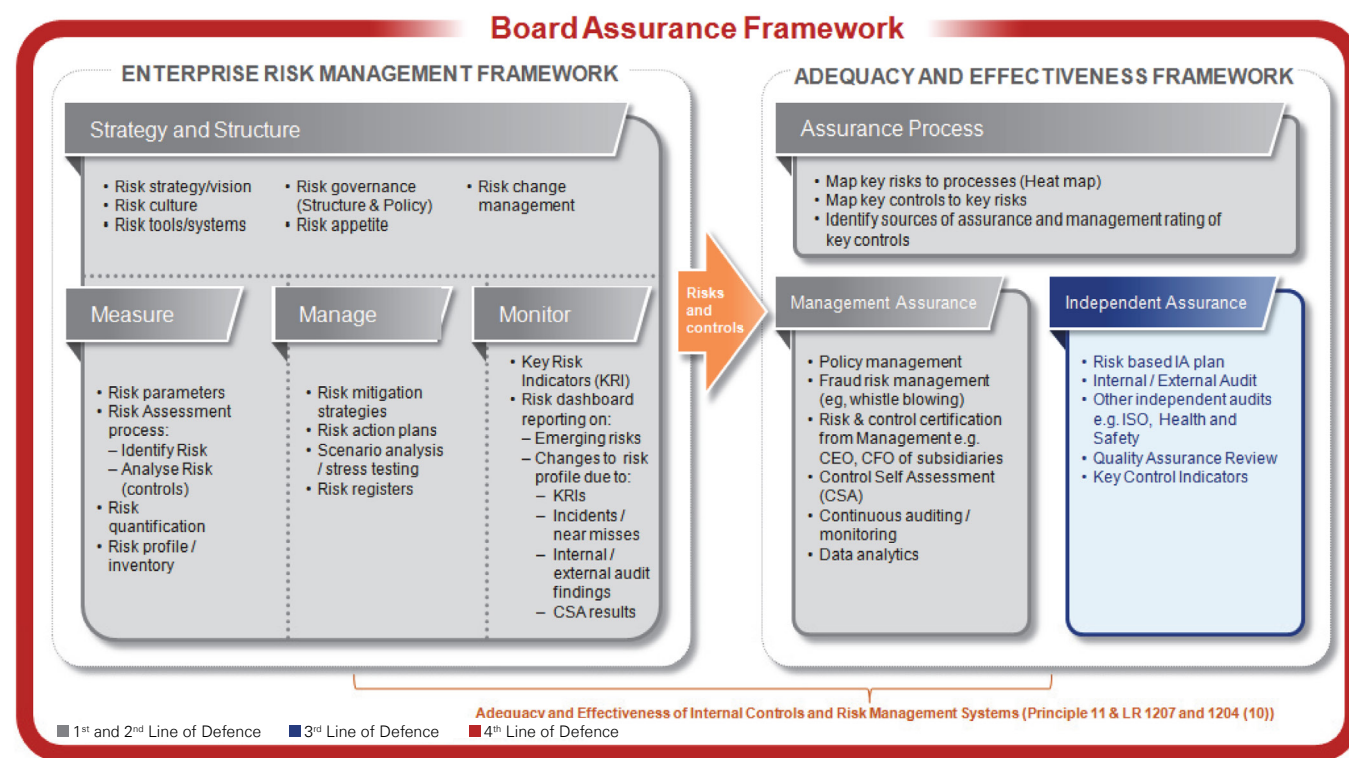 Board Assurance Framework
ENTERPRISE RISK MANAGEMENT FRAMEWORK
Strategy and Structure
• Risk strategy/vision
• Risk culture
▪ Risk tools/systems
• Risk governance
(Structure & Policy)
▪ Risk appetite
• Risk change
management
Measure
• Risk parameters
• Risk Assessment
process:
– Identify Risk
– Analyse Risk
(controls)
• Risk
quantification
• Risk profile /
inventory
Manage
• Risk mitigation
strategies
• Risk action plans
• Scenario analysis
/ stress testing
• Risk registers
Monitor
• Key Risk
Indicators (KRI)
• Risk dashboard
reporting on:
– Emerging risks
– Changes to risk
profile due to:
– KRIs
– Incidents /
near misses
– Internal /
external audit
findings
– CSA results
Risks
and
controls
ADEQUACY AND EFFECTIVENESS FRAMEWORK
Assurance Process
• Map key risks to processes (Heat map)
• Map key controls to key risks
• Identify sources of assurance and management rating of
key controls
Management Assurance
• Policy management
• Fraud risk management
(eg, whistle blowing)
• Risk & control certification
from Management e.g.
CEO, CFO of subsidiaries
• Control Self Assessment
(CSA)
• Continuous auditing /
monitoring
• Data analytics
Independent Assurance
• Risk based IA plan
• Internal / External Audit
• Other independent audits
e.g. ISO, Health and
Safety
• Quality Assurance Review
• Key Control Indicators
Adequacy and Effectiveness of Internal Controls and Risk Management Systems (Principle 11 & LR 1207 and 1204 (10))
1st and 2nd Line of Defence
3rd Line of Defence
4th Line of Defence